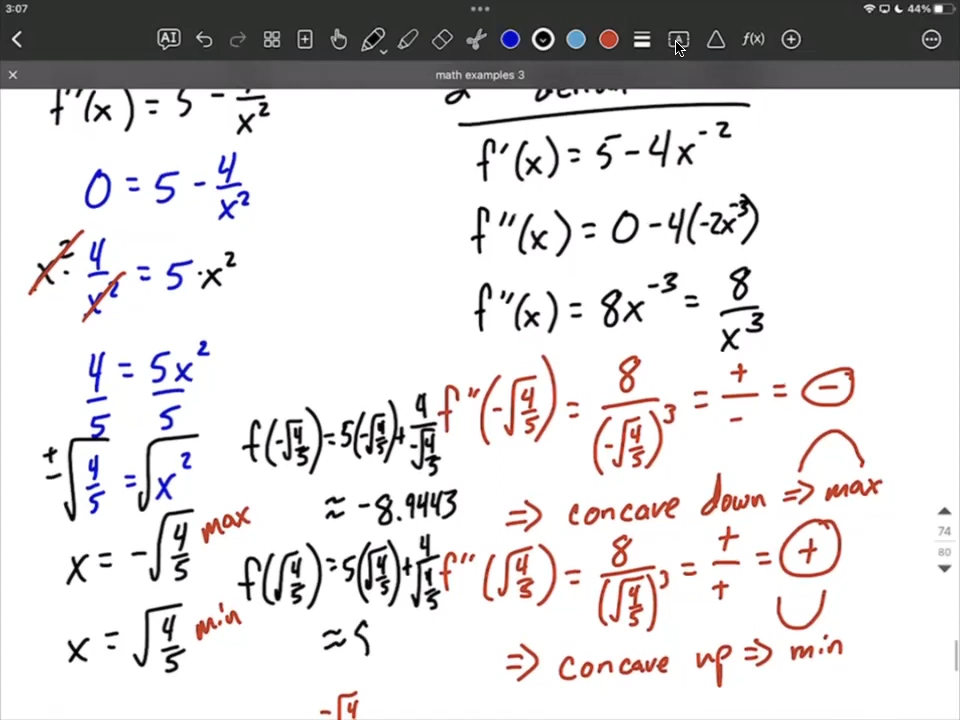 3:07
44%
AI
A
f(x)
math examples 3
f'(x) = 5 - 4/x²
0 = 5 - 4/x²
x² · 4/x² = 5 · x²
4 = 5x²
5 5
±√4/5 = √x²
x = -√4/5 max
x = √4/5 min
f(-√4/5) = 5(-√4/5) + 4/-√4/5
≈ -8.9443
f(√4/5) = 5(√4/5) + 4/√4/5
≈
-√4
f'(x) = 5 - 4x⁻²
f''(x) = 0 - 4(-2x⁻³)
f''(x) = 8x⁻³ = 8/x³
f''(-√4/5) = 8/(-√4/5)³ = +/- = -
⇒ concave down ⇒ max
f''(√4/5) = 8/(√4/5)³ = +/+ = +
⇒ concave up ⇒ min
74
80